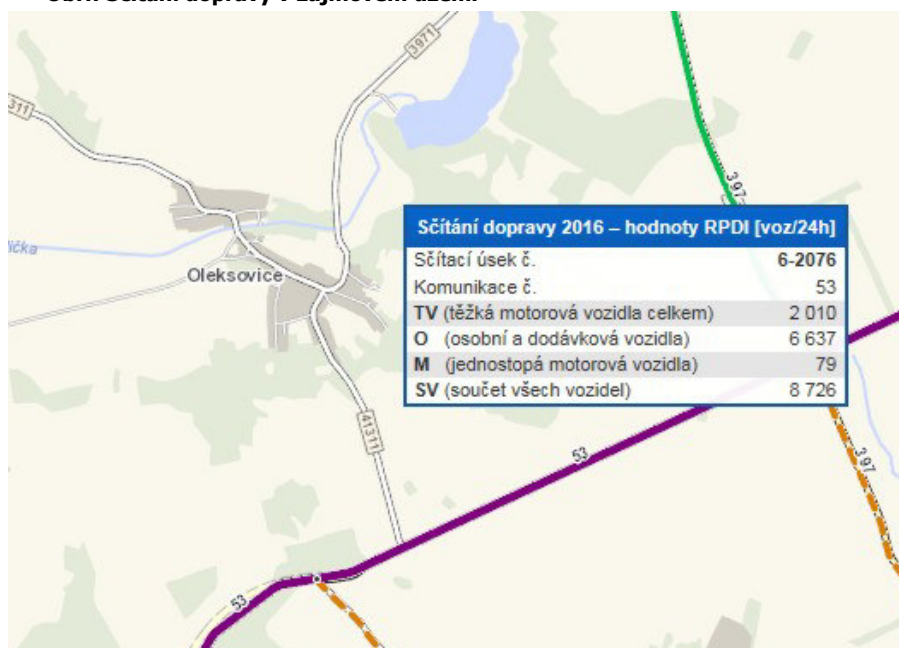 3971
311
397
Sčítání dopravy 2016 – hodnoty RPDI [voz/24h]
Sčítací úsek č. 6-2076
Komunikace č. 53
TV (těžká motorová vozidla celkem) 2 010
O (osobní a dodávková vozidla) 6 637
M (jednostopá motorová vozidla) 79
SV (součet všech vozidel) 8 726
Oleksovice
41311
53
397
53